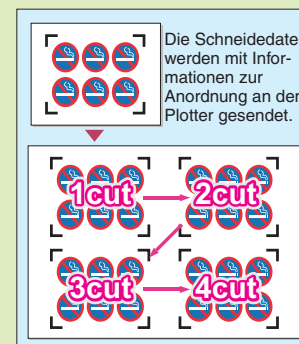 Die Schneidedate
werden mit Infor-
mationen zur
Anordnung an der
Plotter gesendet.
1cut
2cut
3cut
4cut